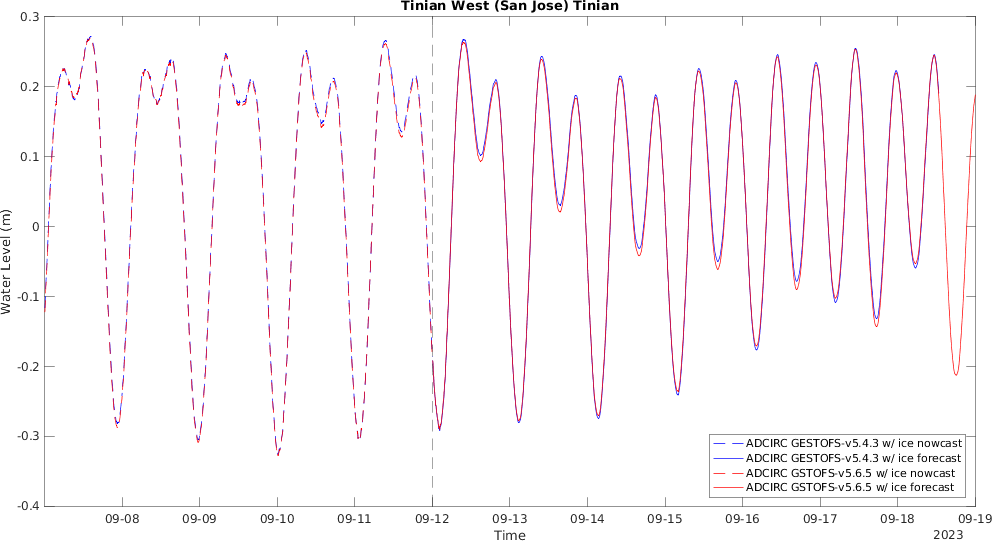 Tinian West (San Jose) Tinian
0.3
0.2
0.1
0
-0.1
-0.2
-0.3
-0.4
Water Level (m)
ADCIRC GESTOFS-v5.4.3 w/ ice nowcast
ADCIRC GESTOFS-v5.4.3 w/ ice forecast
ADCIRC GSTOFS-v5.6.5 w/ ice nowcast
ADCIRC GSTOFS-v5.6.5 w/ ice forecast
09-08 09-09 09-10 09-11 09-12 09-13 09-14 09-15 09-16 09-17 09-18 09-19
Time
2023